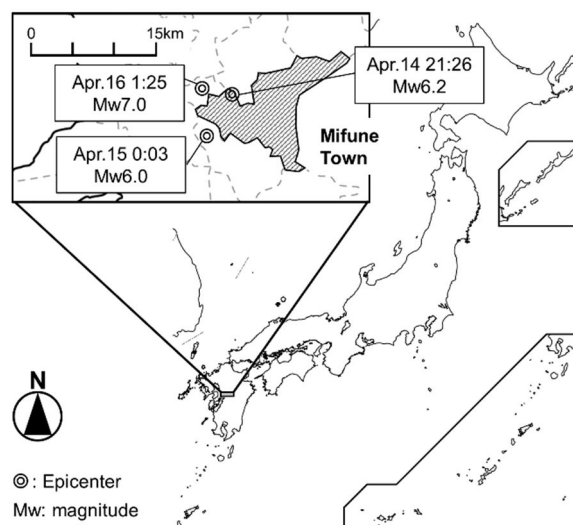 0 15km
Apr.14 21:26
Mw6.2
Apr.16 1:25
Mw7.0
Apr.15 0:03
Mw6.0
Mifune
Town
N
◎: Epicenter
Mw: magnitude